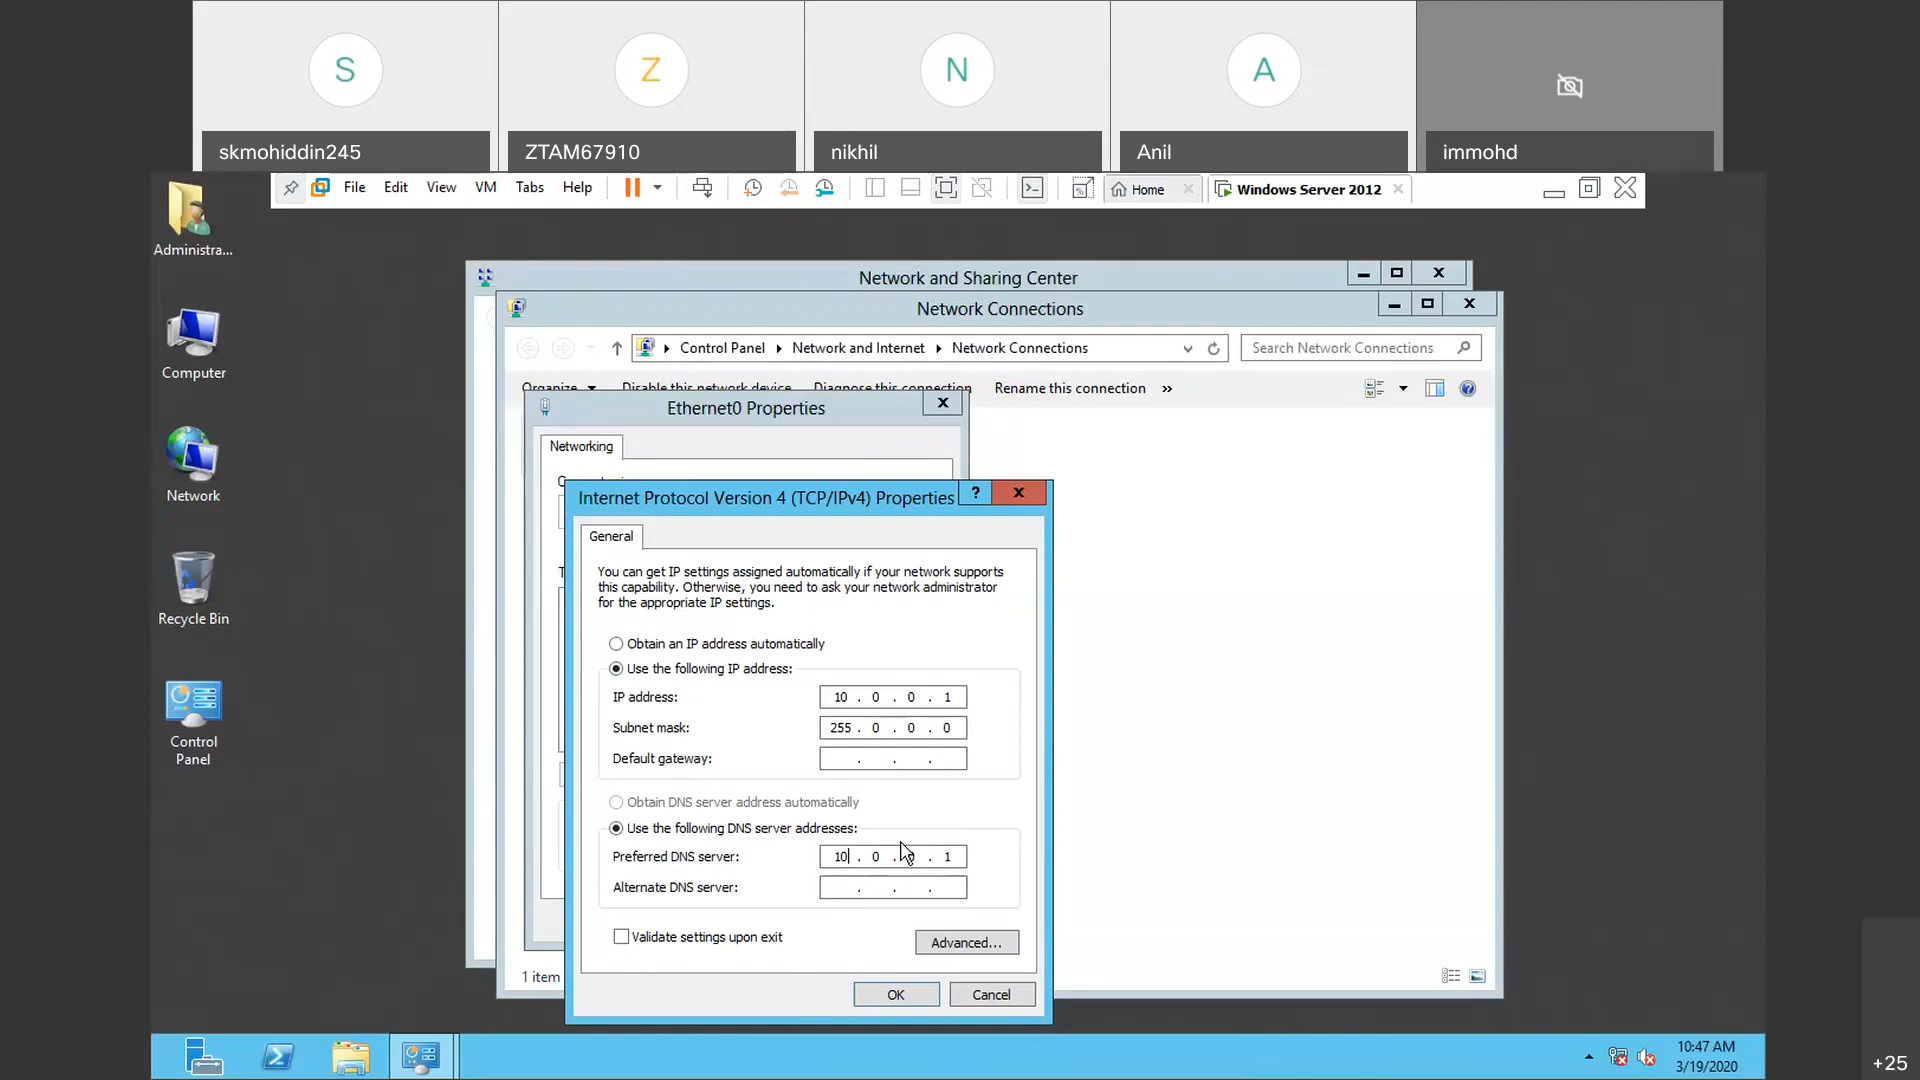 S
Z
N
A
skmohiddin245
ZTAM67910
nikhil
Anil
immohd
File Edit View VM Tabs Help
Home
Windows Server 2012
Administra...
Computer
Network
Recycle Bin
Control
Panel
Network and Sharing Center
Network Connections
Control Panel Network and Internet Network Connections
Search Network Connections
Organize Disable this network device Diagnose this connection Rename this connection »
Ethernet0 Properties
Networking
Internet Protocol Version 4 (TCP/IPv4) Properties
General
You can get IP settings assigned automatically if your network supports
this capability. Otherwise, you need to ask your network administrator
for the appropriate IP settings.
Obtain an IP address automatically
Use the following IP address:
IP address: 10 . 0 . 0 . 1
Subnet mask: 255 . 0 . 0 . 0
Default gateway: . . .
Obtain DNS server address automatically
Use the following DNS server addresses:
Preferred DNS server: 10 . 0 . 0 . 1
Alternate DNS server: . . .
Validate settings upon exit
Advanced...
OK
Cancel
1 item
10:47 AM
3/19/2020
+25